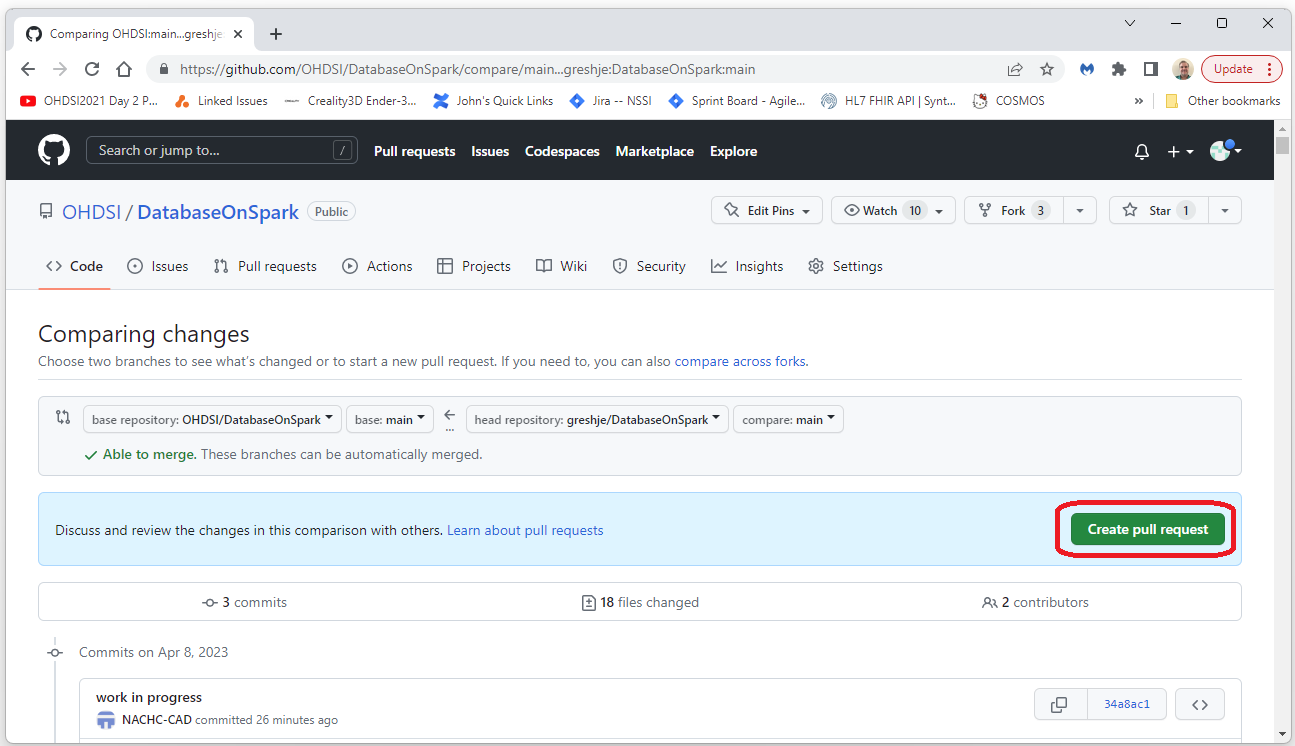 Comparing OHDSI:main...greshje
https://github.com/OHDSI/DatabaseOnSpark/compare/main...greshje:DatabaseOnSpark:main
Update
OHDSI2021 Day 2 P...
Linked Issues
Creality3D Ender-3...
John's Quick Links
Jira -- NSSI
Sprint Board - Agile...
HL7 FHIR API | Synt...
COSMOS
»
Other bookmarks
Search or jump to...
/
Pull requests
Issues
Codespaces
Marketplace
Explore
OHDSI / DatabaseOnSpark
Public
Edit Pins
Watch 10
Fork 3
Star 1
Code
Issues
Pull requests
Actions
Projects
Wiki
Security
Insights
Settings
Comparing changes
Choose two branches to see what's changed or to start a new pull request. If you need to, you can also compare across forks.
base repository: OHDSI/DatabaseOnSpark
base: main
...
head repository: greshje/DatabaseOnSpark
compare: main
Able to merge. These branches can be automatically merged.
Discuss and review the changes in this comparison with others. Learn about pull requests
Create pull request
3 commits
18 files changed
2 contributors
Commits on Apr 8, 2023
work in progress
34a8ac1
NACHC-CAD committed 26 minutes ago